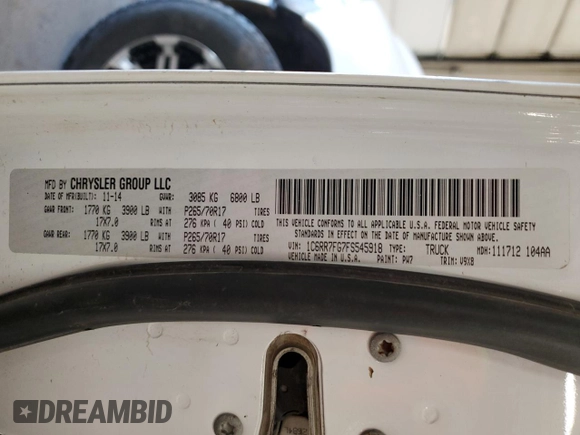 MFD BY CHRYSLER GROUP LLC
DATE OF MFR(BUILT): 11-14 GVWR: 3085 KG 6800 LB
GAWR FRONT: 1770 KG 3900 LB WITH P265/70R17 TIRES
17X7.0 RIMS AT 276 KPA ( 40 PSI) COLD
GAWR REAR: 1770 KG 3900 LB WITH P265/70R17 TIRES
17X7.0 RIMS AT 276 KPA ( 40 PSI) COLD
THIS VEHICLE CONFORMS TO ALL APPLICABLE U.S.A. FEDERAL MOTOR VEHICLE SAFETY
STANDARDS IN EFFECT ON THE DATE OF MANUFACTURE SHOWN ABOVE.
VIN: 1C6RR7FG7FS545918 TYPE: TRUCK MDH: 111712 104AA
VEHICLE MADE IN U.S.A. PAINT: PW7 TRIM: V9X8
DREAMBID